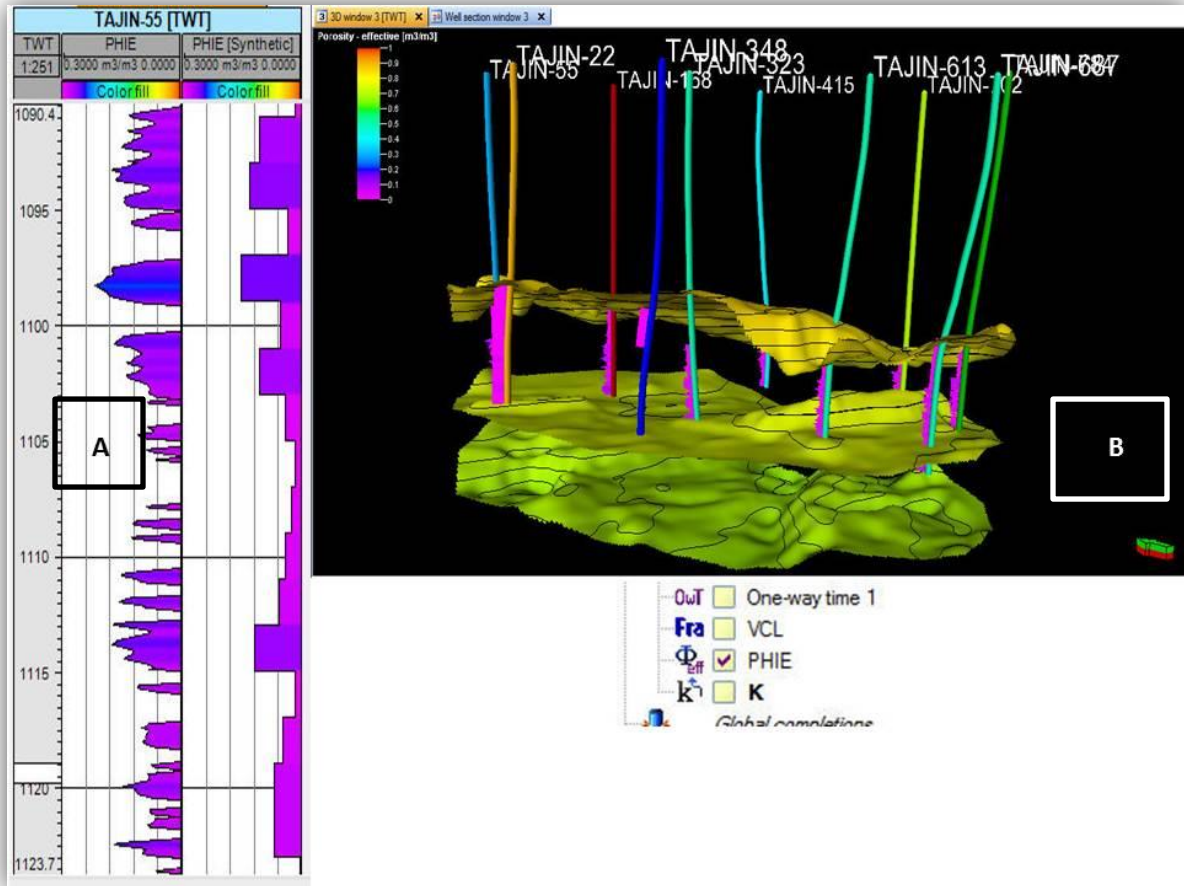 TAJIN-55 [TWT]
TWT PHIE PHIE [Synthetic]
1:251 0.3000 m3/m3 0.0000 0.3000 m3/m3 0.0000
Color fill Color fill
1090.4
1095
1100
1105
1110
1115
1120
1123.7
A
3D window 3 [TWT] Well section window 3
Porosity - effective [m3/m3]
1
0.9
0.8
0.7
0.6
0.5
0.4
0.3
0.2
0.1
0
TAJIN-55
TAJIN-22
TAJIN-348
TAJIN-415
TAJIN-613
B
OwT One-way time 1
Fra VCL
Φeff PHIE
k K
Global completions